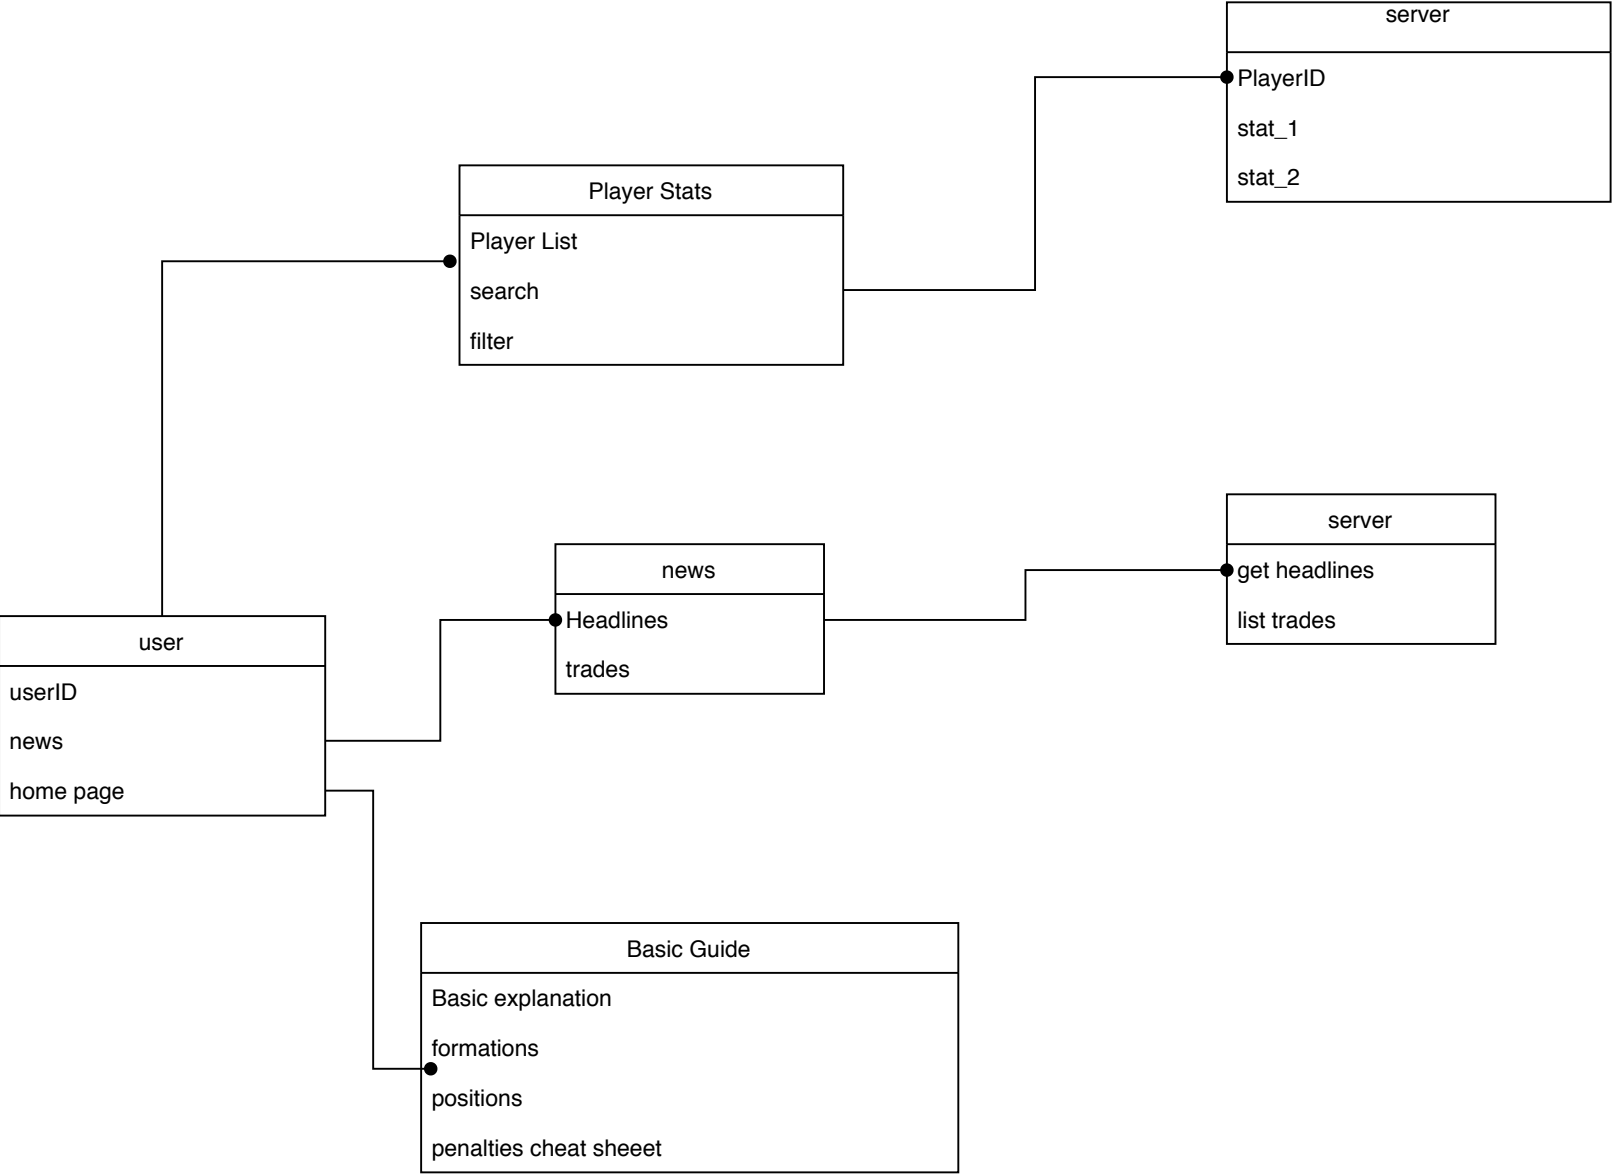 server
PlayerID
stat_1
stat_2
Player Stats
Player List
search
filter
server
get headlines
list trades
news
Headlines
trades
user
userID
news
home page
Basic Guide
Basic explanation
formations
positions
penalties cheat sheeet